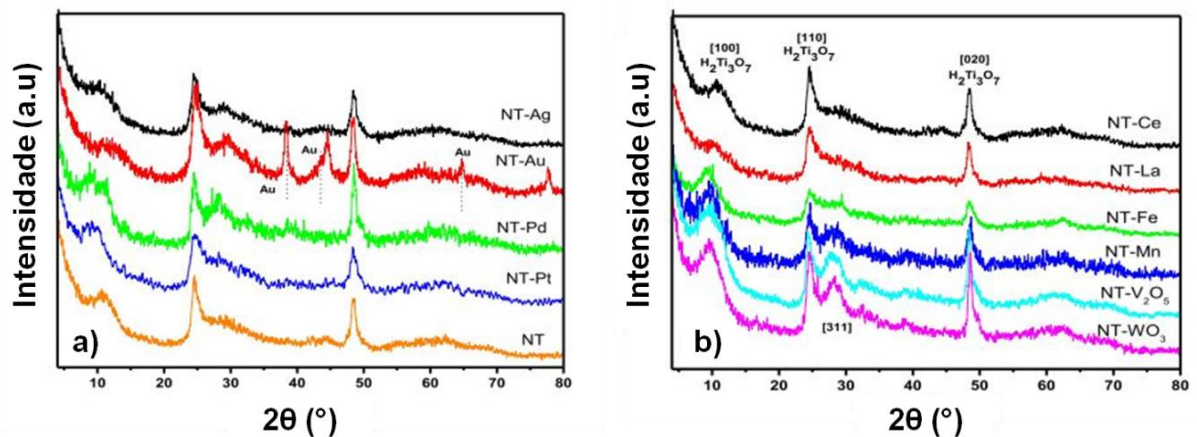 Intensidade (a.u)
NT-Ag
NT-Au
Au
Au
Au
NT-Pd
NT-Pt
NT
a)
10 20 30 40 50 60 70 80
2θ (°)
Intensidade (a.u)
[100]
H₂Ti₃O₇
[110]
H₂Ti₃O₇
[020]
H₂Ti₃O₇
NT-Ce
NT-La
NT-Fe
NT-Mn
NT-V₂O₅
NT-WO₃
[311]
b)
10 20 30 40 50 60 70 80
2θ (°)